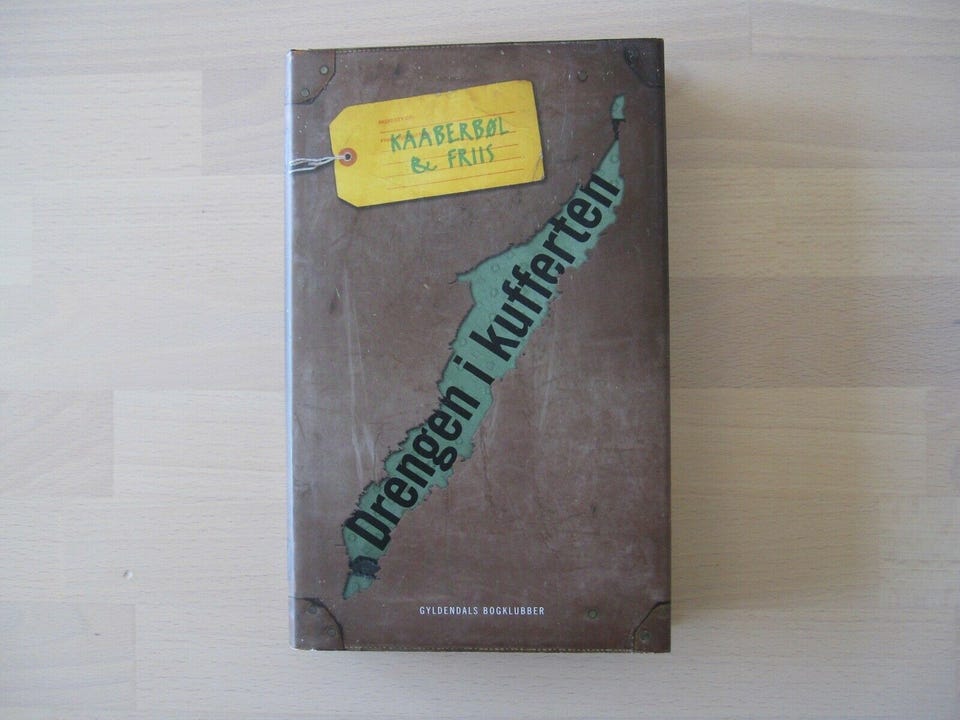 KAABERBØL
& FRIIS
Drengen i kufferten
GYLDENDALS BOGKLUBBER